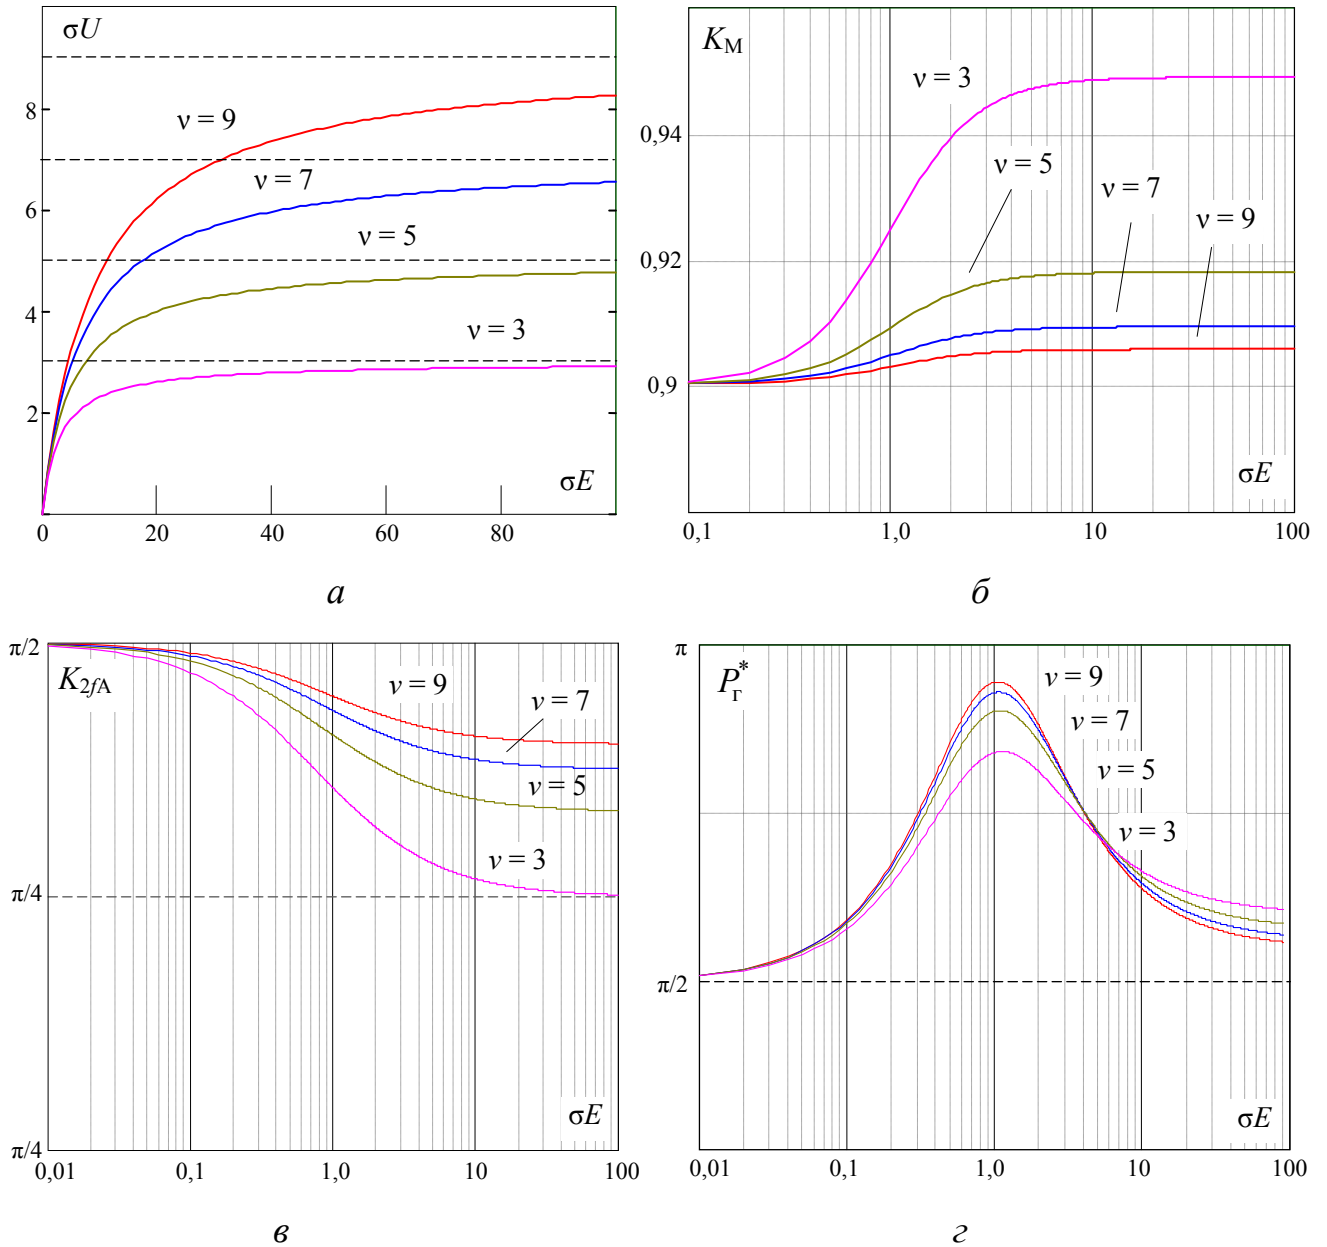 σU
8
6
4
2
0
20
40
60
80
ν = 9
ν = 7
ν = 5
ν = 3
σE
а
K_М
0,94
0,92
0,9
0,1
1,0
10
100
ν = 3
ν = 5
ν = 7
ν = 9
σE
б
π/2
K_2fA
π/4
π/4
0,01
0,1
1,0
10
100
ν = 9
ν = 7
ν = 5
ν = 3
σE
в
π
P_г^*
π/2
0,01
0,1
1,0
10
100
ν = 9
ν = 7
ν = 5
ν = 3
σE
г